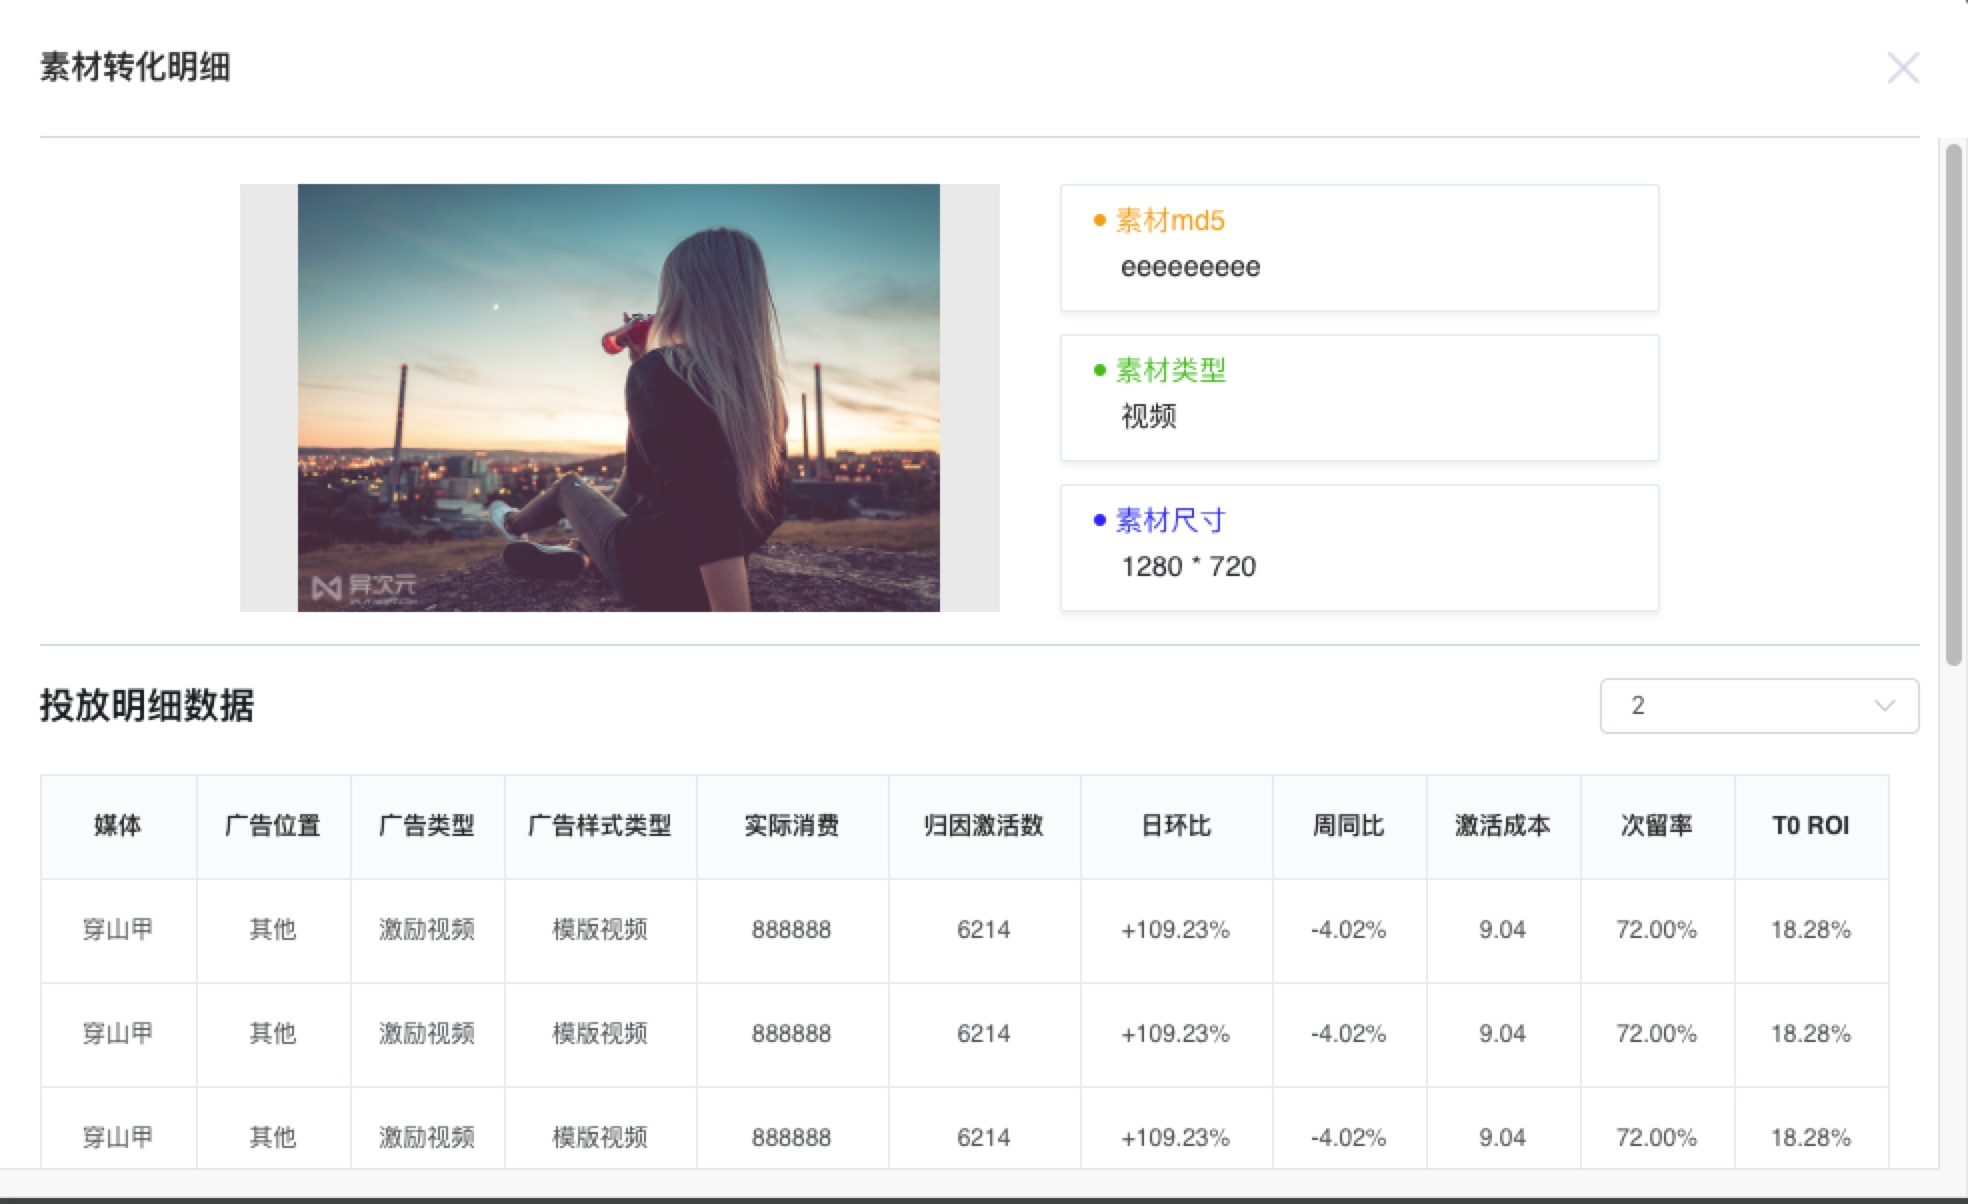 素材转化明细
素材md5
eeeeeeeeee
素材类型
视频
素材尺寸
1280 * 720
异次元
投放明细数据
2
媒体 广告位置 广告类型 广告样式类型 实际消费 归因激活数 日环比 周同比 激活成本 次留率 T0 ROI
穿山甲 其他 激励视频 模版视频 888888 6214 +109.23% -4.02% 9.04 72.00% 18.28%
穿山甲 其他 激励视频 模版视频 888888 6214 +109.23% -4.02% 9.04 72.00% 18.28%
穿山甲 其他 激励视频 模版视频 888888 6214 +109.23% -4.02% 9.04 72.00% 18.28%